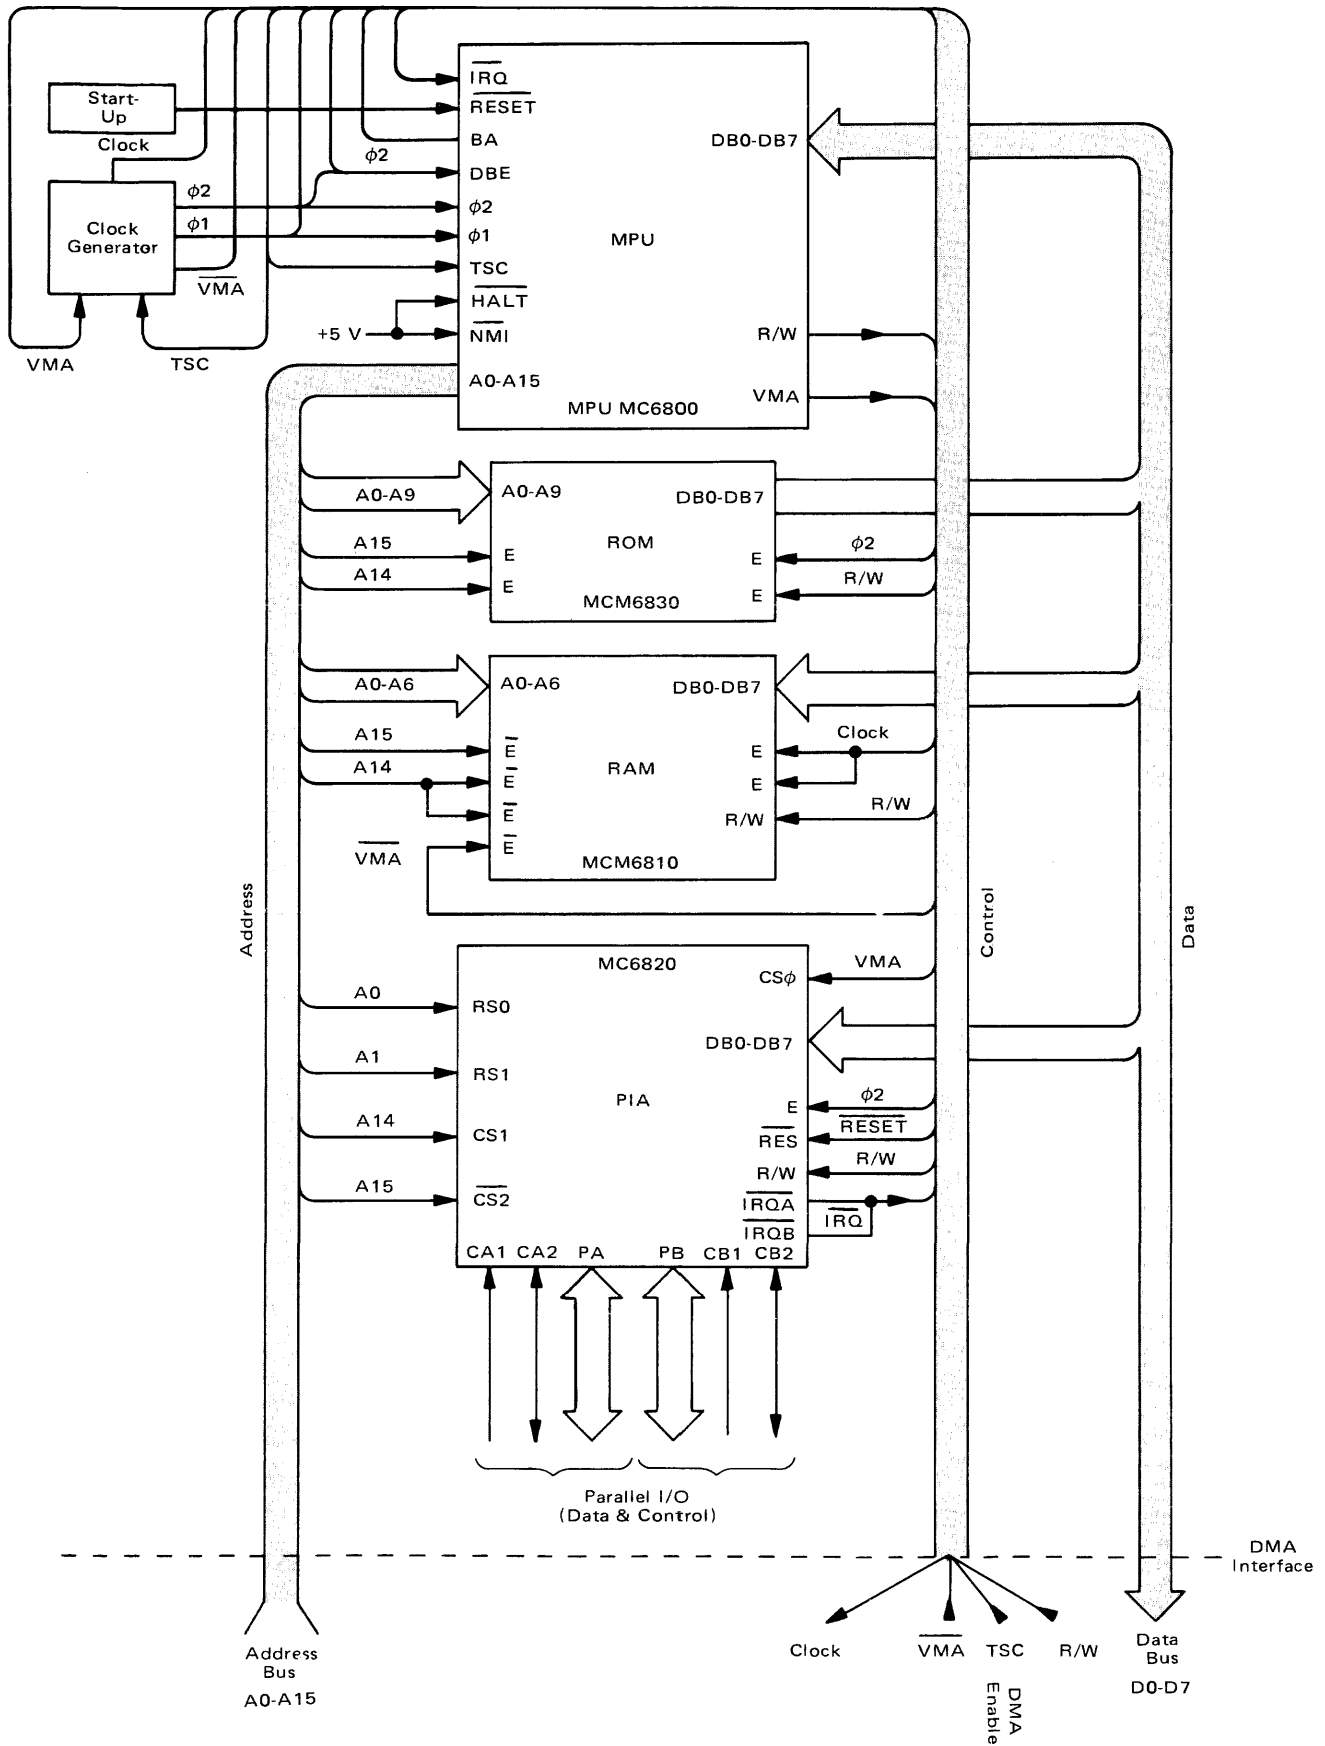 IRQ
Start-
Up
RESET
Clock
BA
DB0-DB7
ϕ2
DBE
ϕ2
ϕ2
Clock
Generator
ϕ1
ϕ1
MPU
TSC
VMA
HALT
+5 V
NMI
R/W
VMA
TSC
A0-A15
VMA
MPU MC6800
A0-A9
A0-A9
DB0-DB7
A15
E
ROM
E
ϕ2
A14
E
MCM6830
E
R/W
A0-A6
A0-A6
DB0-DB7
A15
E
E
Clock
A14
E
RAM
E
E
R/W
R/W
VMA
E
MCM6810
Address
Control
Data
MC6820
CSϕ
VMA
A0
RS0
DB0-DB7
A1
RS1
PIA
E
ϕ2
A14
CS1
RES
RESET
R/W
R/W
A15
CS2
IRQA
IRQ
IRQB
CA1 CA2 PA PB CB1 CB2
Parallel I/O
(Data & Control)
DMA
Interface
Address
Bus
A0-A15
Clock
VMA
TSC
R/W
DMA
Enable
Data
Bus
D0-D7